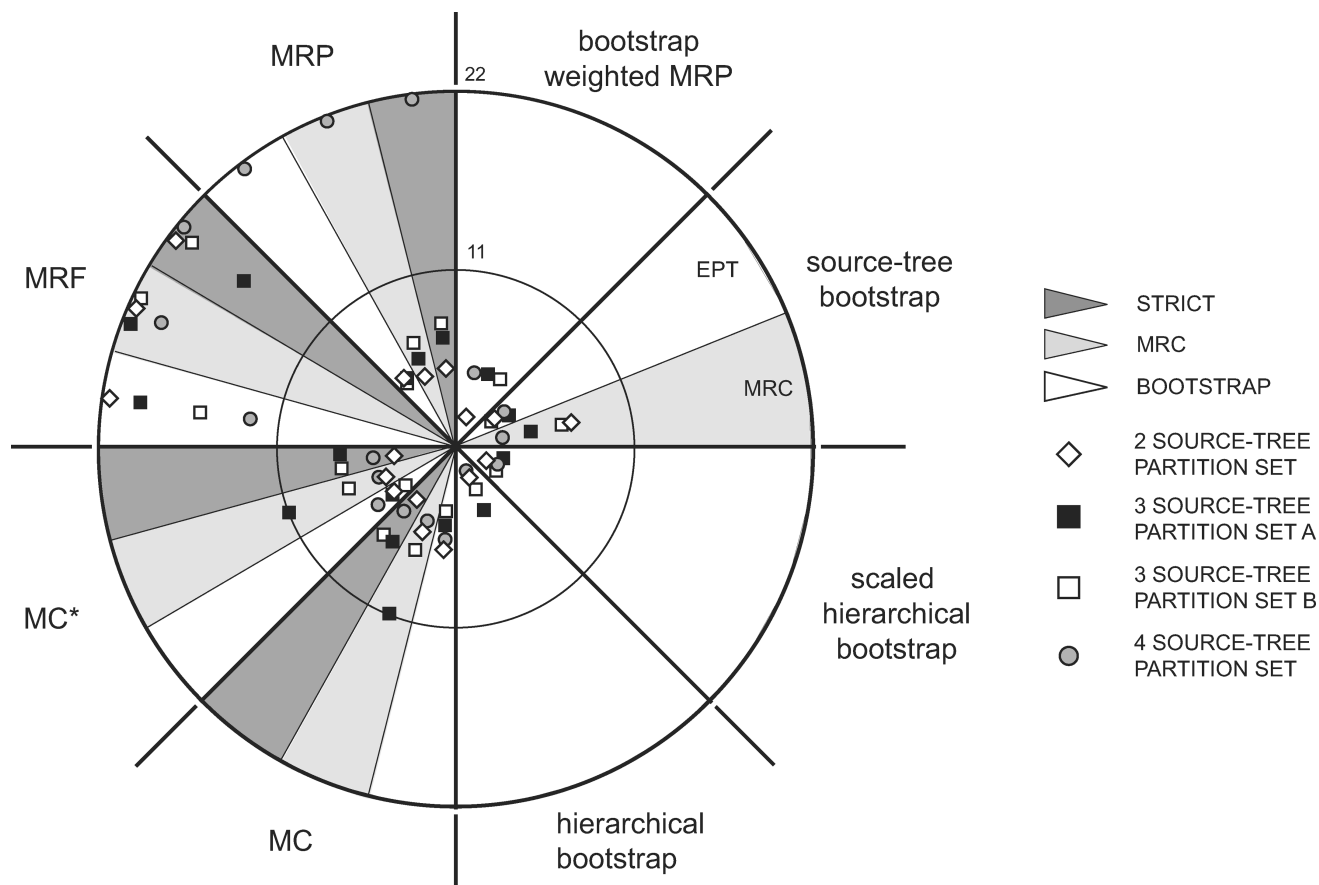 MRP
bootstrap
weighted MRP
22
MRF
11
EPT
source-tree
bootstrap
MRC
MC*
scaled
hierarchical
bootstrap
MC
hierarchical
bootstrap
STRICT
MRC
BOOTSTRAP
2 SOURCE-TREE
PARTITION SET
3 SOURCE-TREE
PARTITION SET A
3 SOURCE-TREE
PARTITION SET B
4 SOURCE-TREE
PARTITION SET